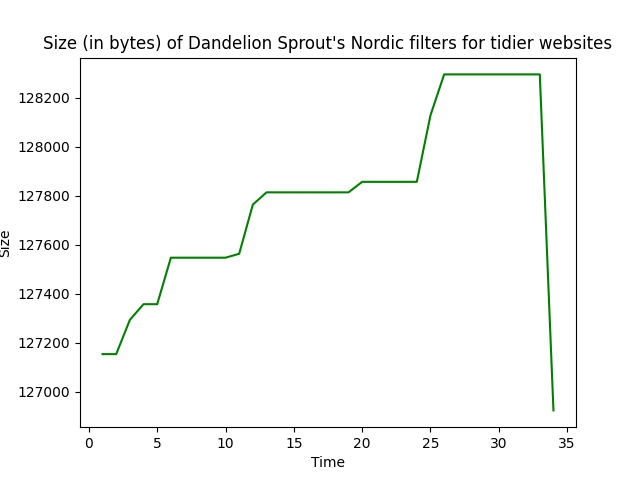 Size (in bytes) of Dandelion Sprout's Nordic filters for tidier websites
128200
128000
127800
127600
127400
127200
127000
Size
0 5 10 15 20 25 30 35
Time